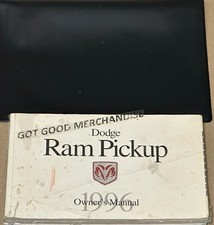 GOT GOOD MERCHANDISE
Dodge
Ram Pickup
1996
Owner's Manual